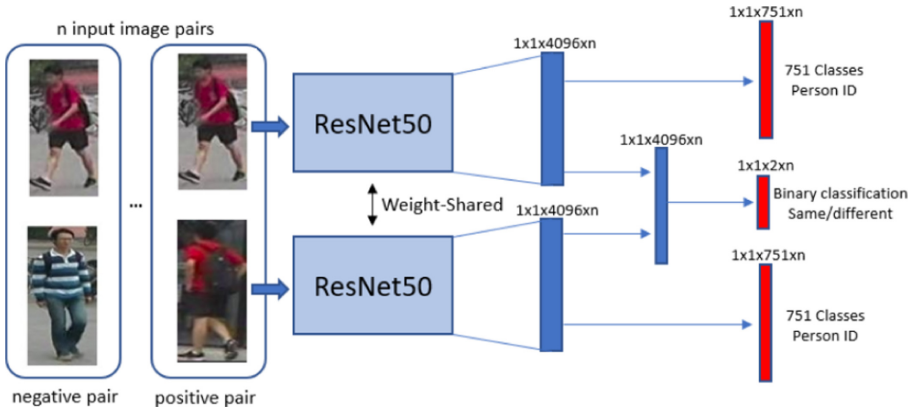 n input image pairs
1x1x751xn
1x1x4096xn
751 Classes
Person ID
ResNet50
1x1x4096xn
1x1x2xn
...
Weight-Shared
Binary classification
Same/different
1x1x4096xn
1x1x751xn
ResNet50
751 Classes
Person ID
negative pair
positive pair